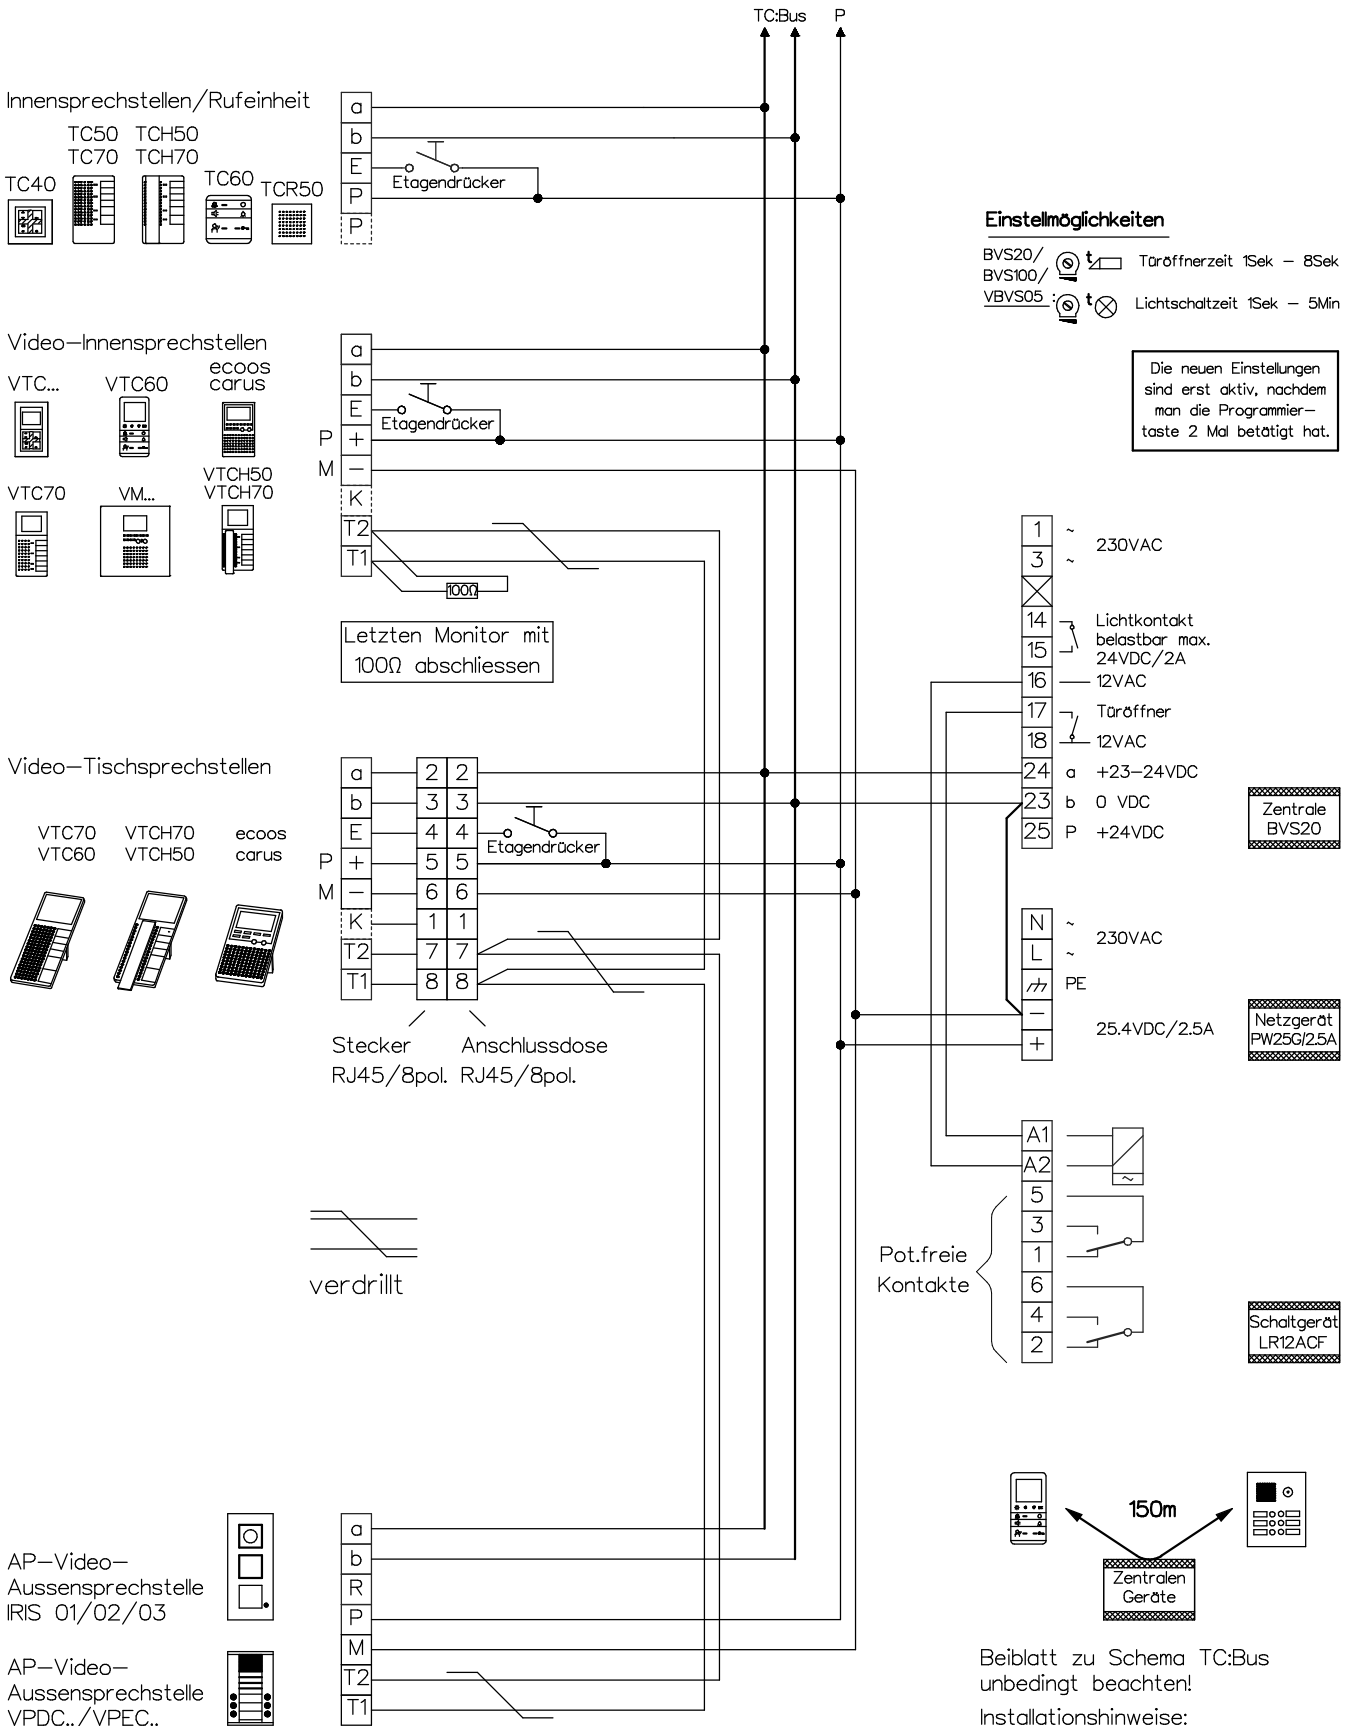 TC:Bus P
Innensprechstellen/Rufeinheit
TC50 TCH50
TC70 TCH70
TC40
TC60
TCR50
a
b
E
P
P
Etagendrücker
Einstellmöglichkeiten
BVS20/
BVS100/
VBVS05 :
t Türöffnerzeit 1Sek – 8Sek
t Lichtschaltzeit 1Sek – 5Min
Die neuen Einstellungen
sind erst aktiv, nachdem
man die Programmier–
taste 2 Mal betätigt hat.
Video–Innensprechstellen
VTC...
VTC60
ecoos
carus
VTC70
VM...
VTCH50
VTCH70
a
b
E
P +
M –
K
T2
T1
Etagendrücker
100Ω
Letzten Monitor mit
100Ω abschliessen
1 ~
3 ~
230VAC
14
15
Lichtkontakt
belastbar max.
24VDC/2A
16 12VAC
17 Türöffner
18 12VAC
24 a +23–24VDC
23 b 0 VDC
25 P +24VDC
Zentrale
BVS20
Video–Tischsprechstellen
VTC70 VTCH70 ecoos
VTC60 VTCH50 carus
a 2 2
b 3 3
E 4 4
P + 5 5
M – 6 6
K 1 1
T2 7 7
T1 8 8
Etagendrücker
Stecker Anschlussdose
RJ45/8pol. RJ45/8pol.
N ~
L ~
230VAC
PE
–
+
25.4VDC/2.5A
Netzgerät
PW25G/2.5A
verdrillt
A1
A2
~
5
3
1
6
4
2
Pot.freie
Kontakte
Schaltgerät
LR12ACF
AP–Video–
Aussensprechstelle
IRIS 01/02/03
AP–Video–
Aussensprechstelle
VPDC../VPEC..
a
b
R
P
M
T2
T1
150m
Zentralen
Geräte
Beiblatt zu Schema TC:Bus
unbedingt beachten!
Installationshinweise: